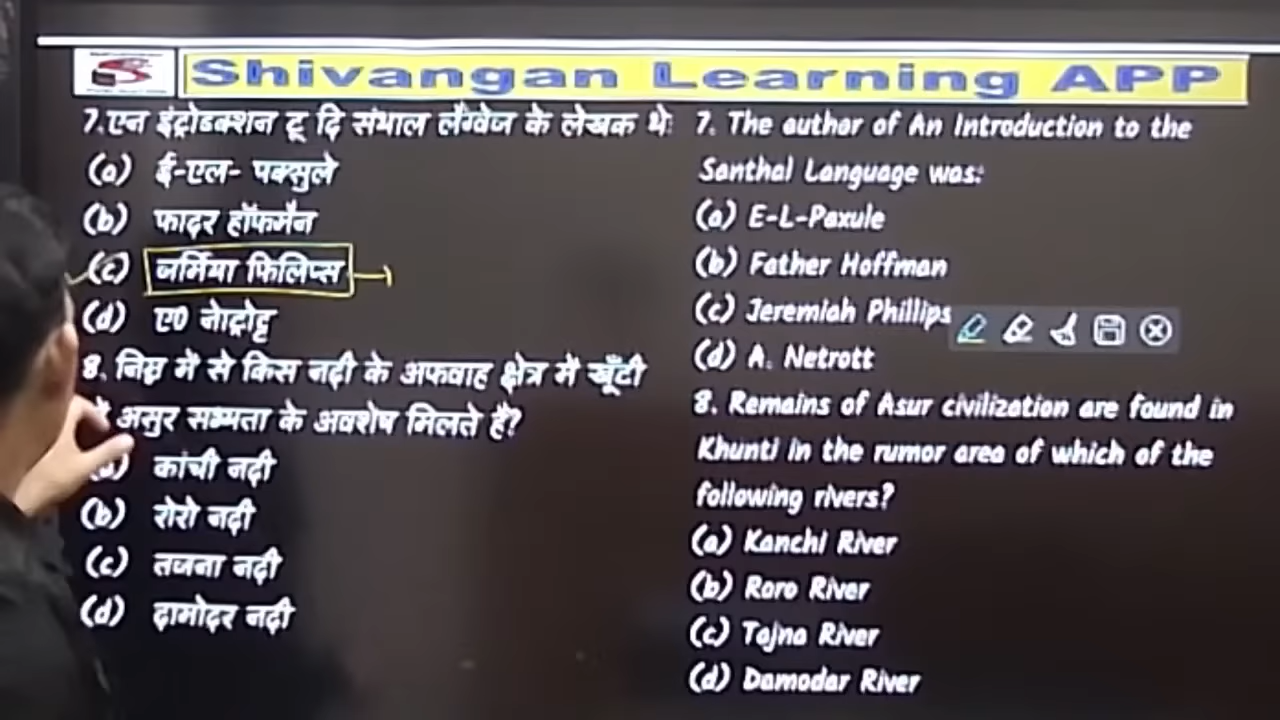 Shivangan Learning APP
7.एन इंट्रोडक्शन टू दि संथाल लैंग्वेज के लेखक थे:
(a) ई-एल- पक्सुले
(b) फादर हॉफमैन
(c) जर्मिया फिलिप्स
(d) ए0 नेाट्रोट्ट
8. निम्न में से किस नदी के अफवाह क्षेत्र में खूँटी
में असुर सभ्यता के अवशेष मिलते हैं?
कांची नदी
(b) रोरो नदी
(c) तजना नदी
(d) दामोदर नदी
7. The author of An Introduction to the
Santhal Language was:
(a) E-L-Paxule
(b) Father Hoffman
(c) Jeremiah Phillips
(d) A. Netrott
8. Remains of Asur civilization are found in
Khunti in the rumor area of which of the
following rivers?
(a) Kanchi River
(b) Roro River
(c) Tajna River
(d) Damodar River